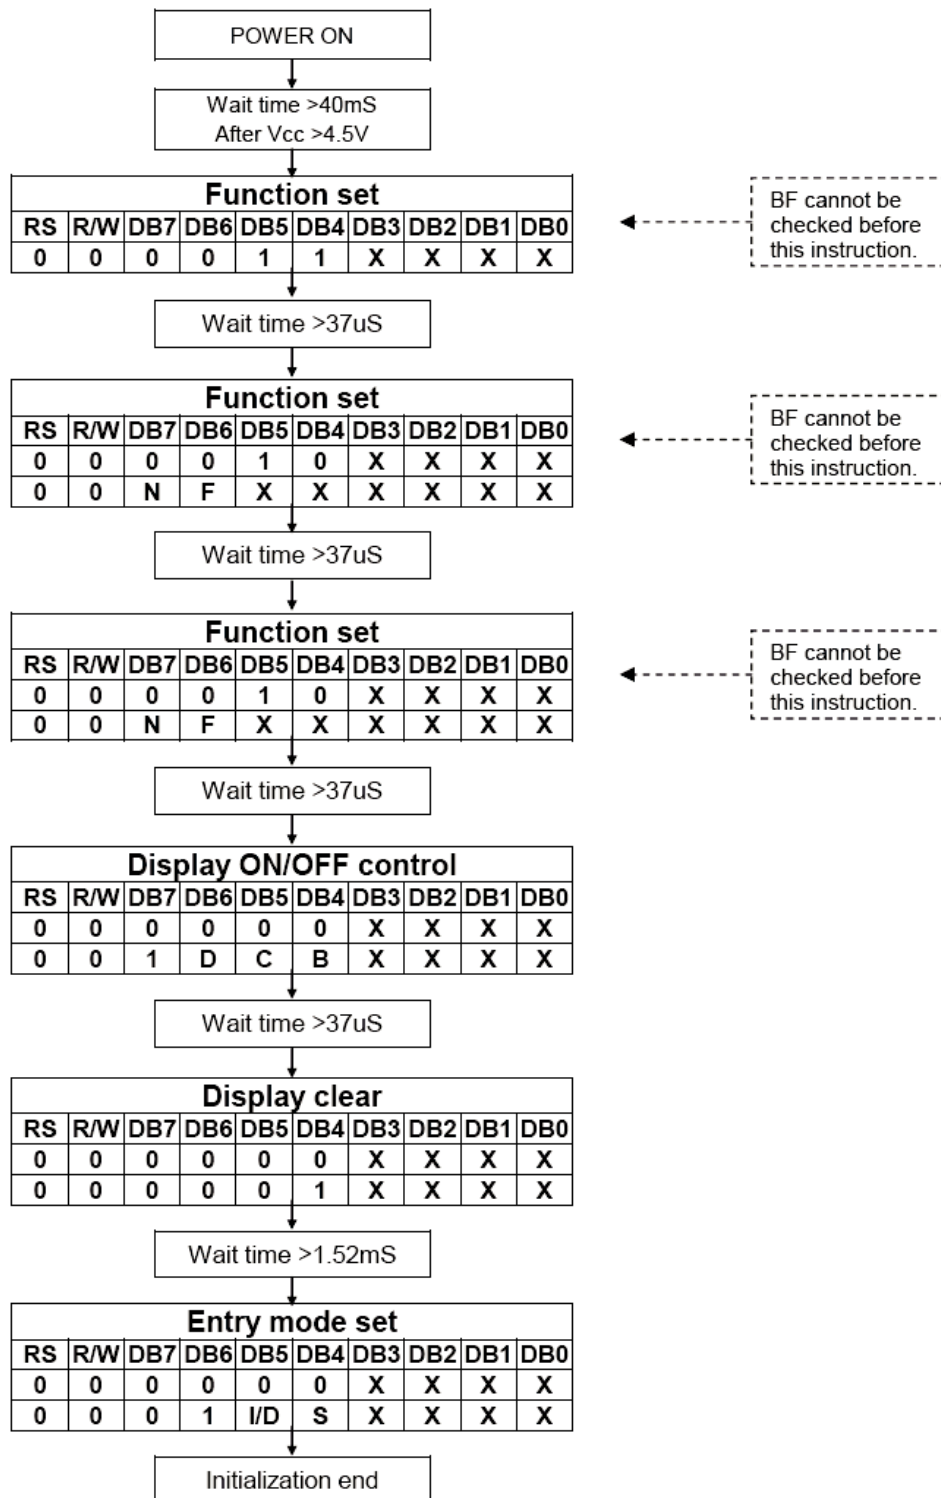 POWER ON
Wait time >40mS
After Vcc >4.5V
Function set
RS R/W DB7 DB6 DB5 DB4 DB3 DB2 DB1 DB0
0 0 0 0 1 1 X X X X
BF cannot be
checked before
this instruction.
Wait time >37uS
Function set
RS R/W DB7 DB6 DB5 DB4 DB3 DB2 DB1 DB0
0 0 0 0 1 0 X X X X
0 0 N F X X X X X X
BF cannot be
checked before
this instruction.
Wait time >37uS
Function set
RS R/W DB7 DB6 DB5 DB4 DB3 DB2 DB1 DB0
0 0 0 0 1 0 X X X X
0 0 N F X X X X X X
BF cannot be
checked before
this instruction.
Wait time >37uS
Display ON/OFF control
RS R/W DB7 DB6 DB5 DB4 DB3 DB2 DB1 DB0
0 0 0 0 0 0 X X X X
0 0 1 D C B X X X X
Wait time >37uS
Display clear
RS R/W DB7 DB6 DB5 DB4 DB3 DB2 DB1 DB0
0 0 0 0 0 0 X X X X
0 0 0 0 0 1 X X X X
Wait time >1.52mS
Entry mode set
RS R/W DB7 DB6 DB5 DB4 DB3 DB2 DB1 DB0
0 0 0 0 0 0 X X X X
0 0 0 1 I/D S X X X X
Initialization end